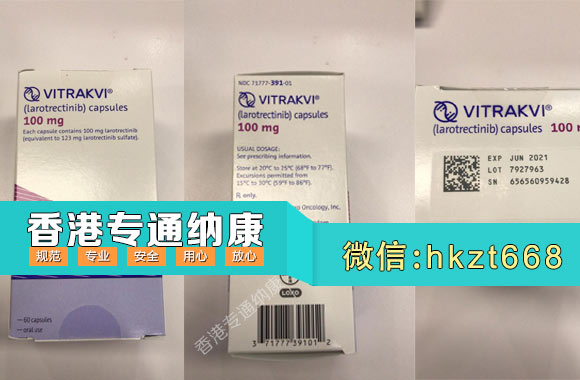 VITRAKVI®
(larotrectinib) capsules
100 mg
Each capsule contains 100 mg larotrectinib
(equivalent to 123 mg larotrectinib sulfate).
60 capsules
oral use
NDC 71777-391-01
VITRAKVI®
(larotrectinib) capsules
100 mg
USUAL DOSAGE:
See prescribing information.
Store at 20°C to 25°C (68°F to 77°F).
Excursions permitted from
15°C to 30°C (59°F to 86°F).
Rx only.
Oncology, Inc.
LOXO
3 71777 39101 2
香港专通纳康
VITRAKVI®
(larotrectinib) capsules 100
EXP JUN 2021
LOT 7927963
SN 656560959428
香港专通纳康
规范 专业 安全 用心 放心
微信:hkzt668